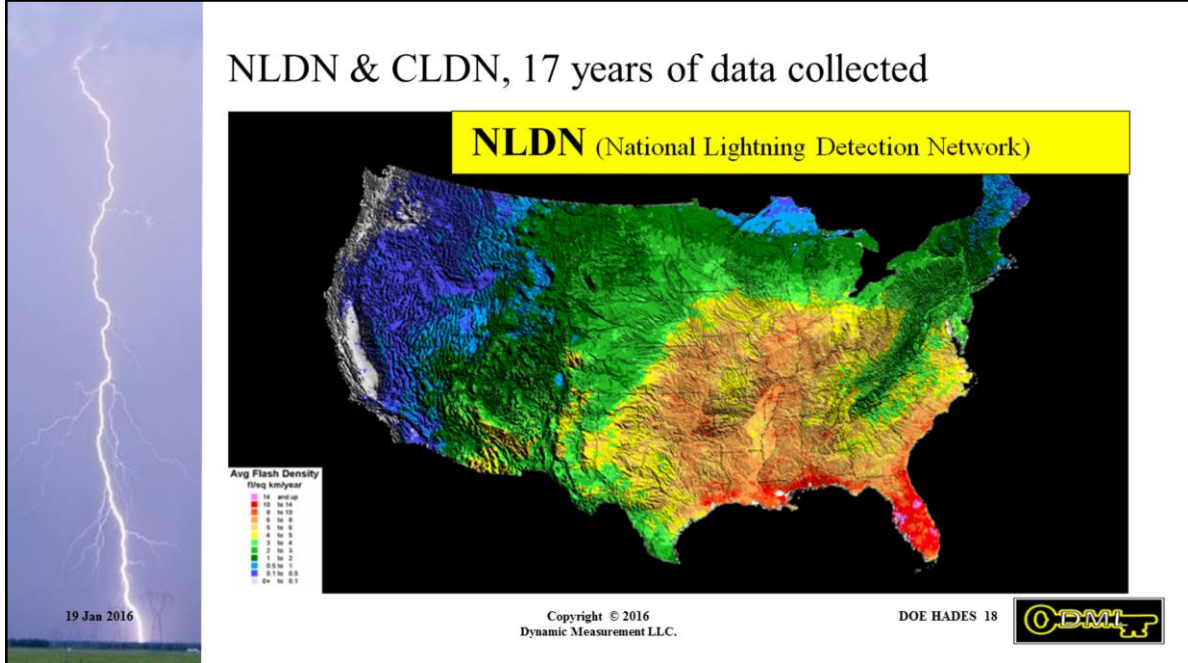 NLDN & CLDN, 17 years of data collected
NLDN (National Lightning Detection Network)
Avg Flash Density
fl/sq km/year
14 and up
10 to 14
8 to 10
6 to 8
5 to 6
4 to 5
3 to 4
2 to 3
1 to 2
0.5 to 1
0.1 to 0.5
0+ to 0.1
19 Jan 2016
Copyright © 2016
Dynamic Measurement LLC.
DOE HADES 18
DML